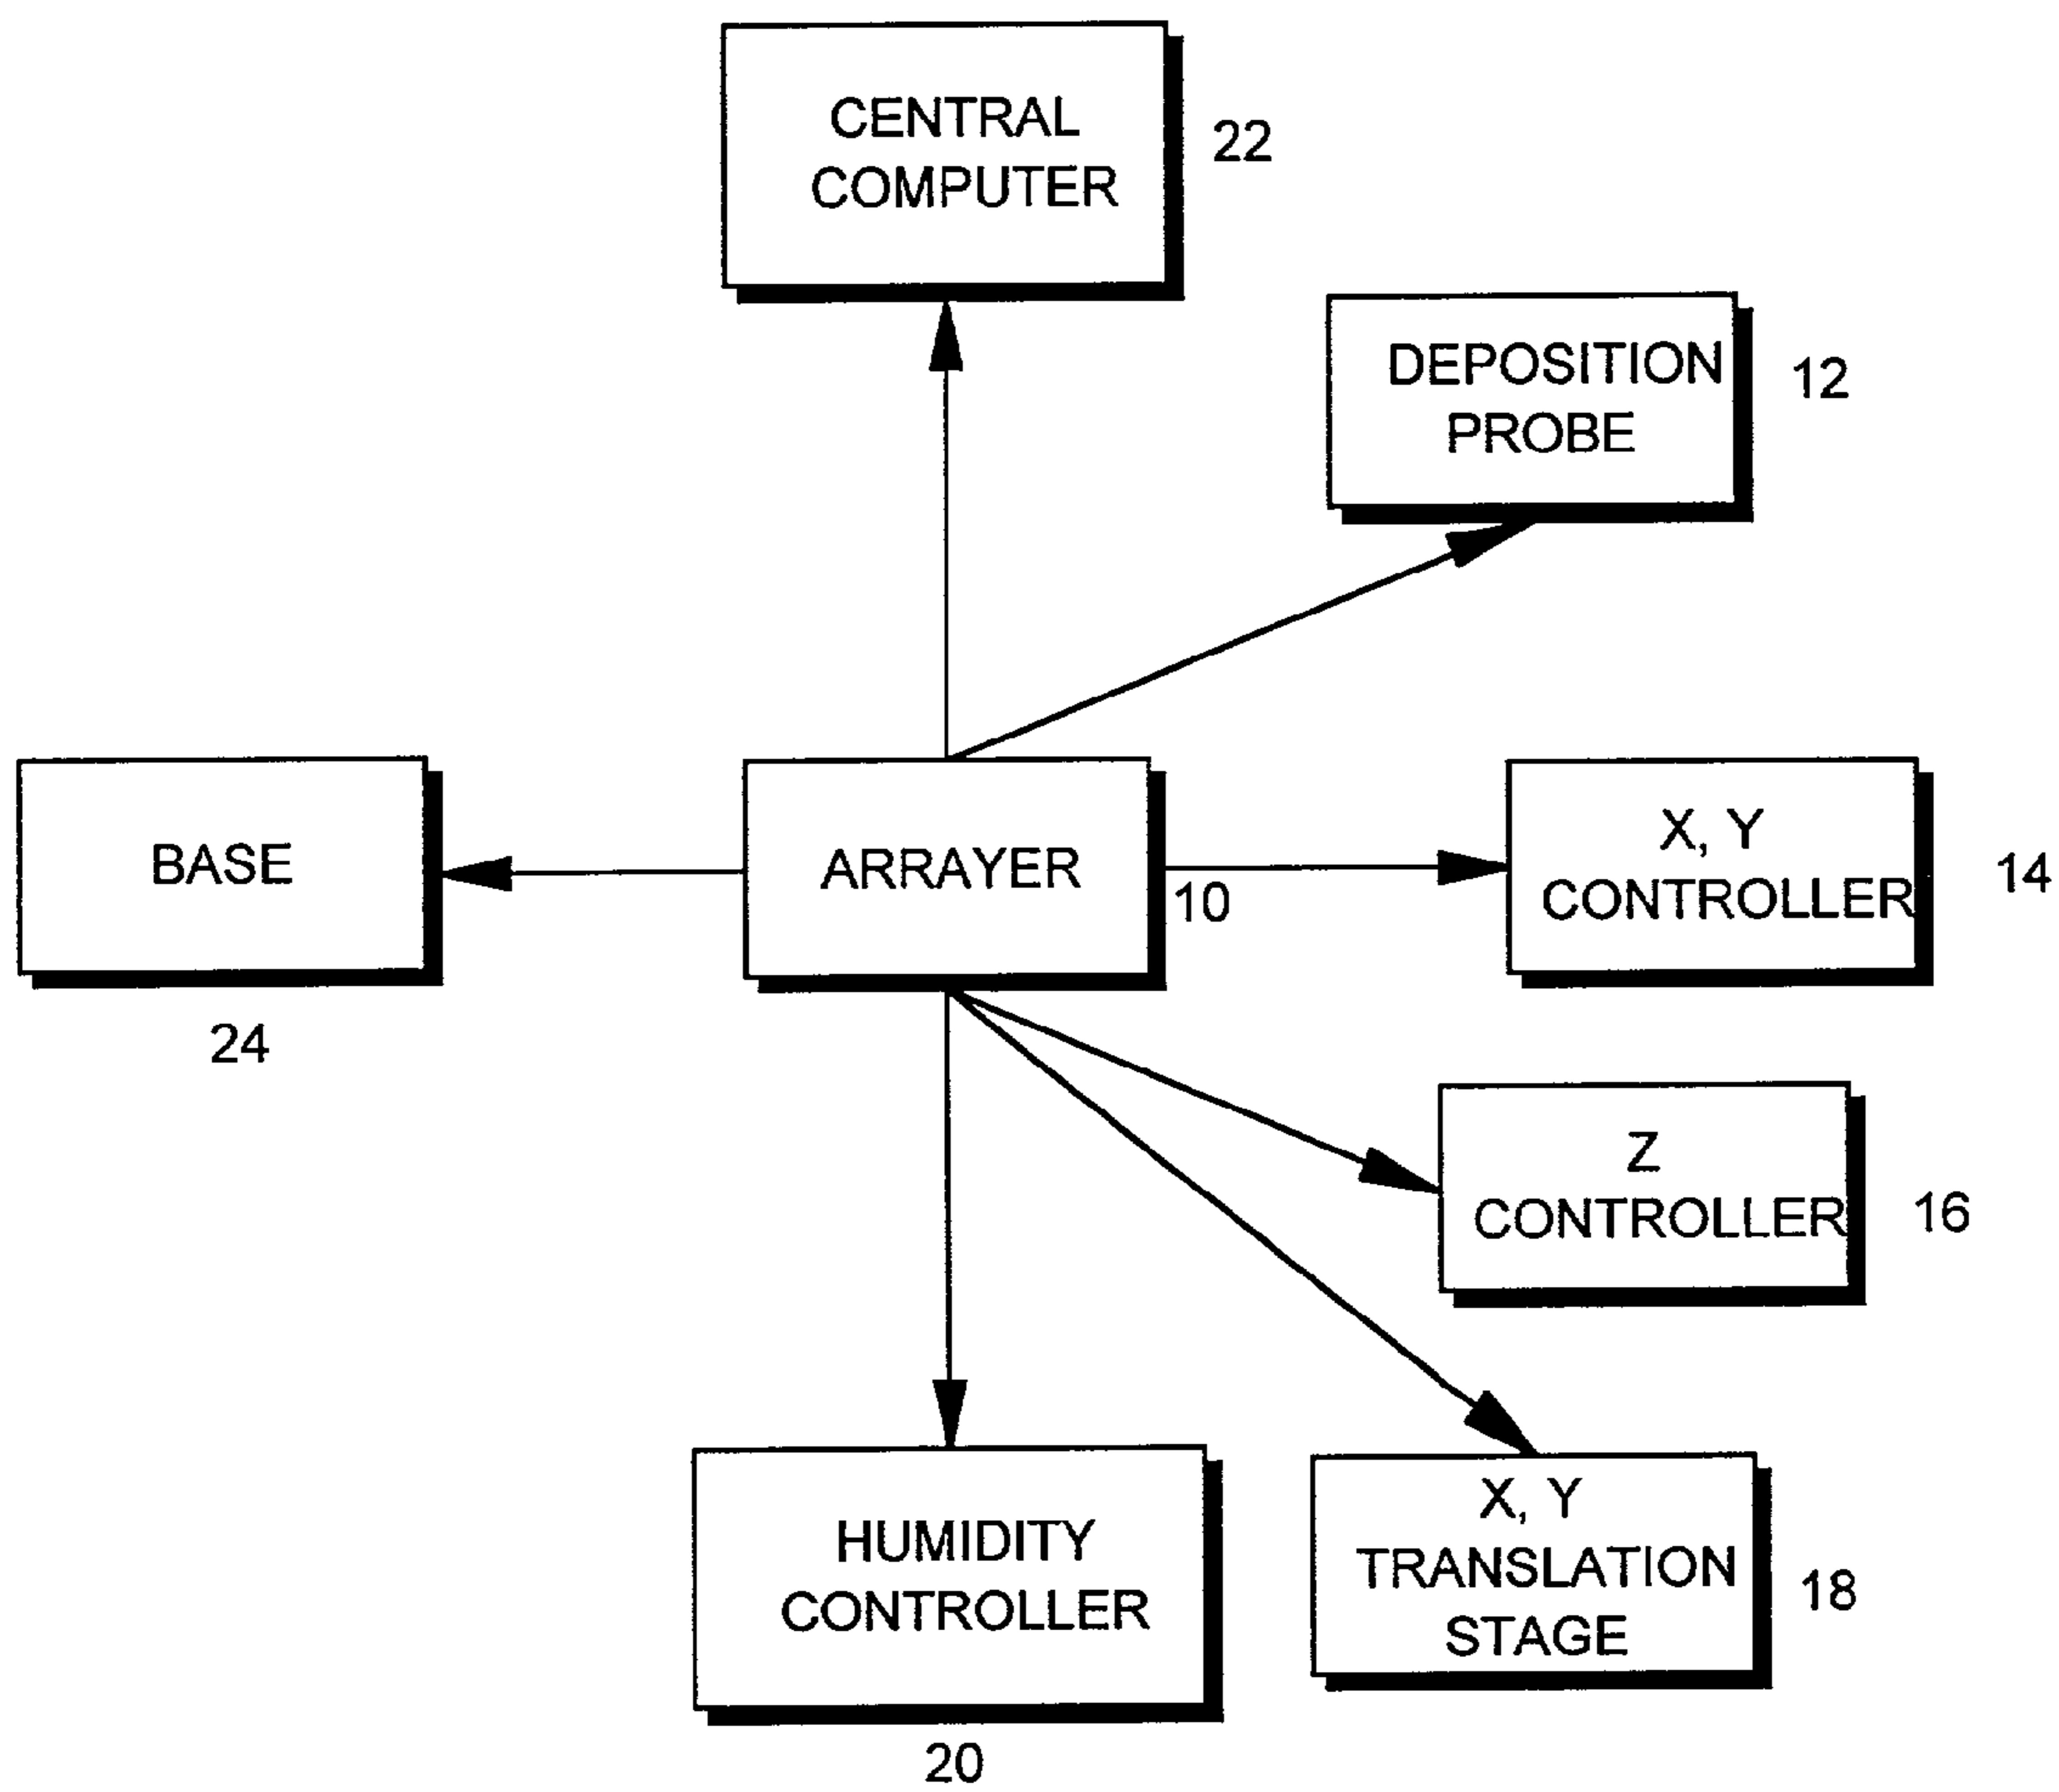 CENTRAL
COMPUTER
22
DEPOSITION
PROBE
12
BASE
24
ARRAYER
10
X, Y
CONTROLLER
14
Z
CONTROLLER
16
HUMIDITY
CONTROLLER
20
X, Y
TRANSLATION
STAGE
18